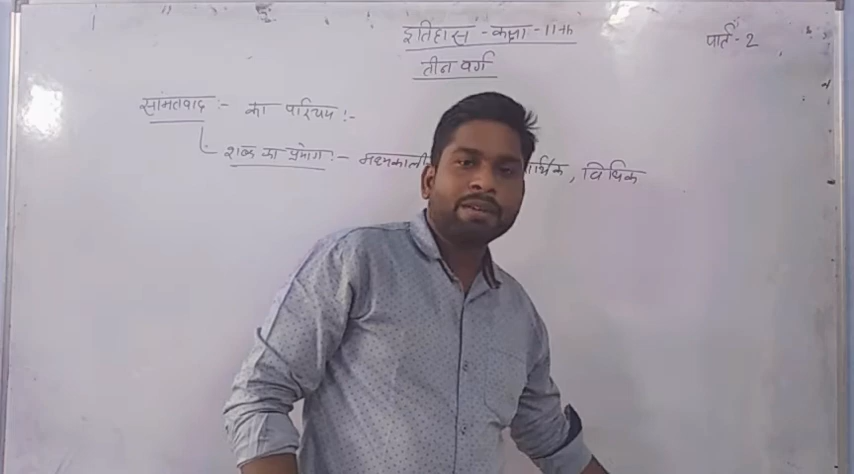 इतिहास - कक्षा - 11th
पार्ट - 2
तीन वर्ग
सामंतवाद :- का परिचय :-
शब्द का प्रयोग :- मध्यकाली र्थिक, विधिक